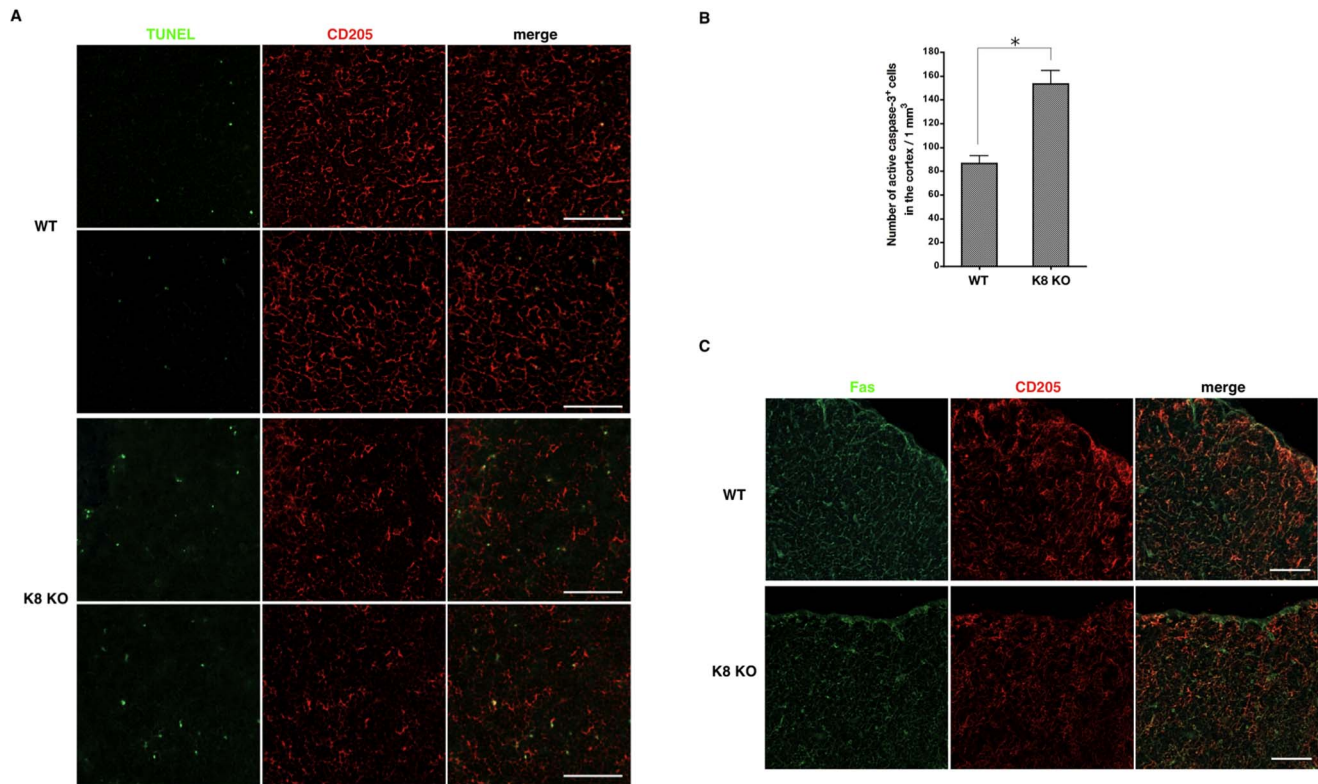 A
TUNEL CD205 merge
WT
K8 KO
B
Number of active caspase-3⁺ cells
in the cortex / 1 mm³
180
160
140
120
100
80
60
40
20
0
*
WT K8 KO
C
Fas CD205 merge
WT
K8 KO